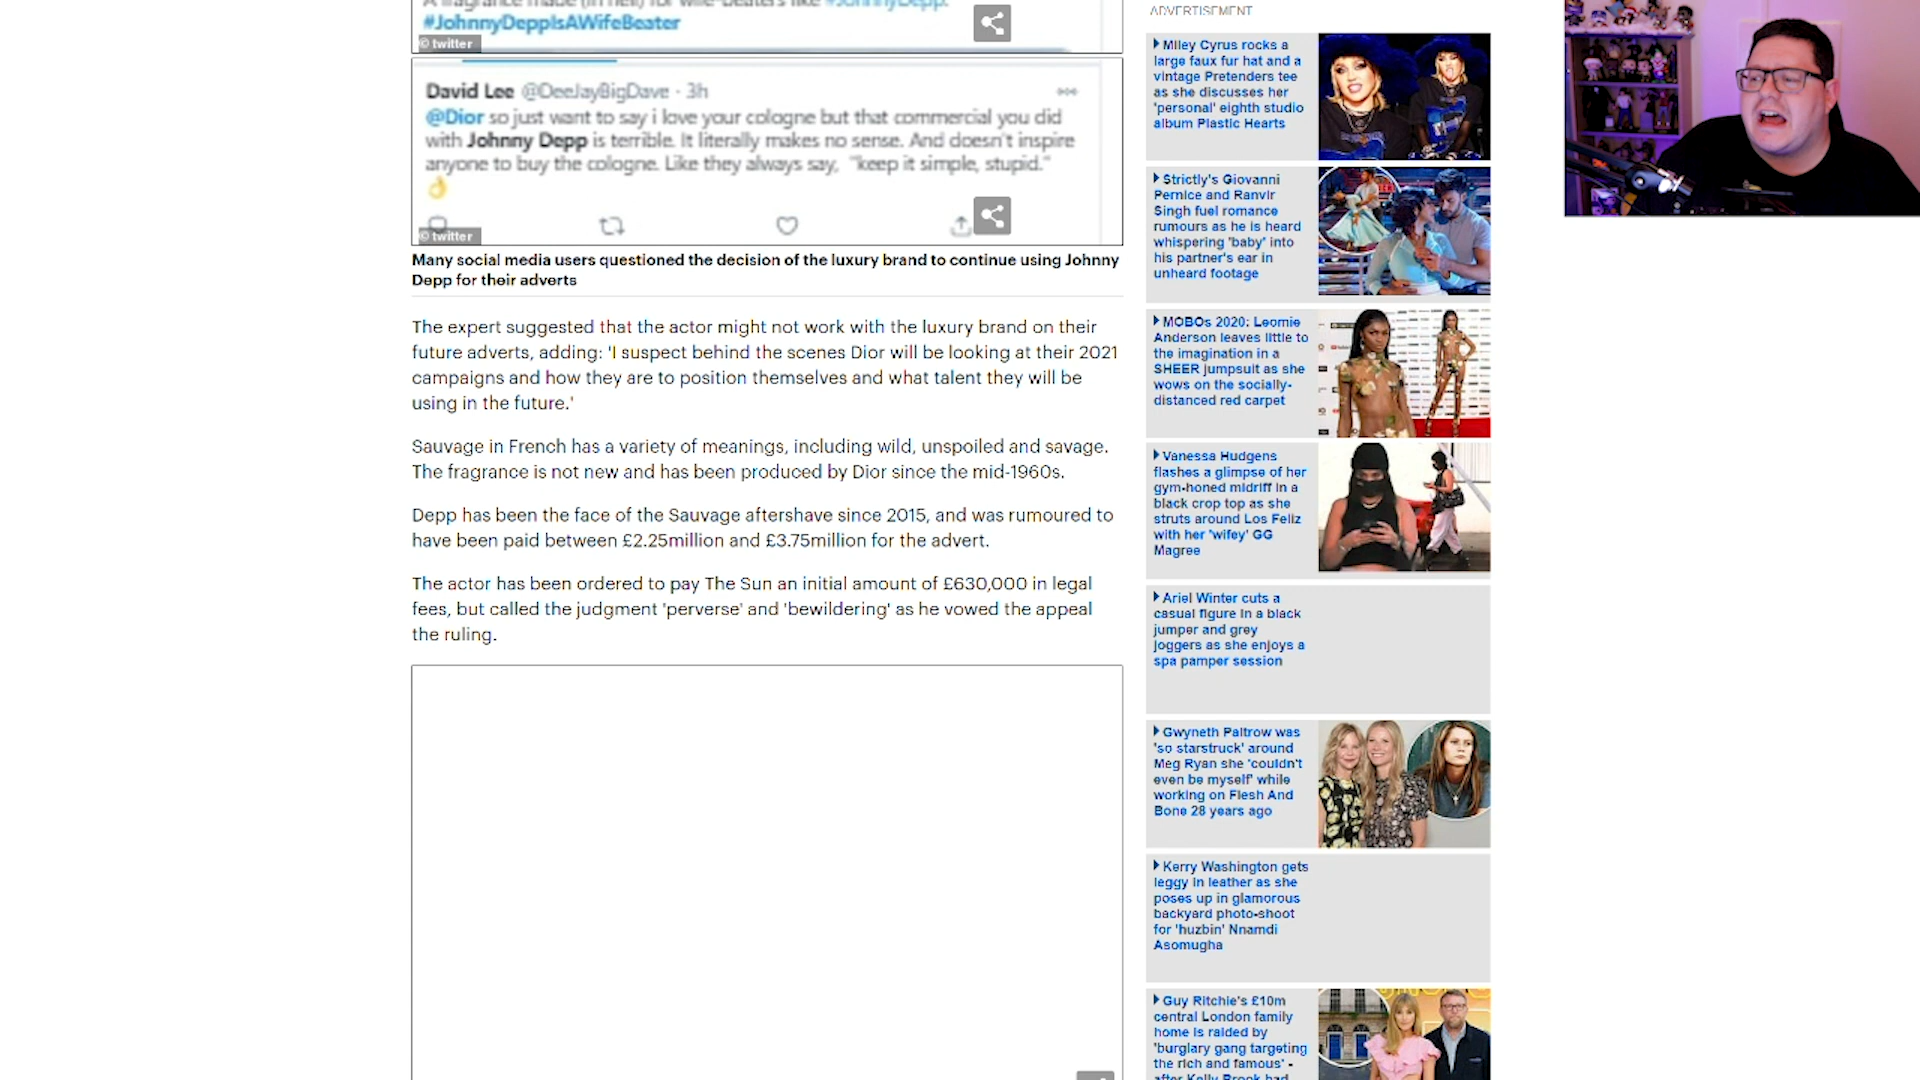 A fragrance made (in hell) for wife-beaters like #JohnnyDepp.
#JohnnyDeppIsAWifeBeater
© twitter
David Lee @DeeJayBigDave · 3h
@Dior so just want to say i love your cologne but that commercial you did
with Johnny Depp is terrible. It literally makes no sense. And doesn't inspire
anyone to buy the cologne. Like they always say, "keep it simple, stupid."
👌
© twitter
Many social media users questioned the decision of the luxury brand to continue using Johnny
Depp for their adverts
The expert suggested that the actor might not work with the luxury brand on their
future adverts, adding: 'I suspect behind the scenes Dior will be looking at their 2021
campaigns and how they are to position themselves and what talent they will be
using in the future.'
Sauvage in French has a variety of meanings, including wild, unspoiled and savage.
The fragrance is not new and has been produced by Dior since the mid-1960s.
Depp has been the face of the Sauvage aftershave since 2015, and was rumoured to
have been paid between £2.25million and £3.75million for the advert.
The actor has been ordered to pay The Sun an initial amount of £630,000 in legal
fees, but called the judgment 'perverse' and 'bewildering' as he vowed the appeal
the ruling.
ADVERTISEMENT
Miley Cyrus rocks a
large faux fur hat and a
vintage Pretenders tee
as she discusses her
'personal' eighth studio
album Plastic Hearts
Strictly's Giovanni
Pernice and Ranvir
Singh fuel romance
rumours as he is heard
whispering 'baby' into
his partner's ear in
unheard footage
MOBOs 2020: Leomie
Anderson leaves little to
the imagination in a
SHEER jumpsuit as she
wows on the socially-
distanced red carpet
Vanessa Hudgens
flashes a glimpse of her
gym-honed midriff in a
black crop top as she
struts around Los Feliz
with her 'wifey' GG
Magree
Ariel Winter cuts a
casual figure in a black
jumper and grey
joggers as she enjoys a
spa pamper session
Gwyneth Paltrow was
'so starstruck' around
Meg Ryan she 'couldn't
even be myself' while
working on Flesh And
Bone 28 years ago
Kerry Washington gets
leggy in leather as she
poses up in glamorous
backyard photo-shoot
for 'huzbin' Nnamdi
Asomugha
Guy Ritchie's £10m
central London family
home is raided by
'burglary gang targeting
the rich and famous' -
after Kelly Brook had